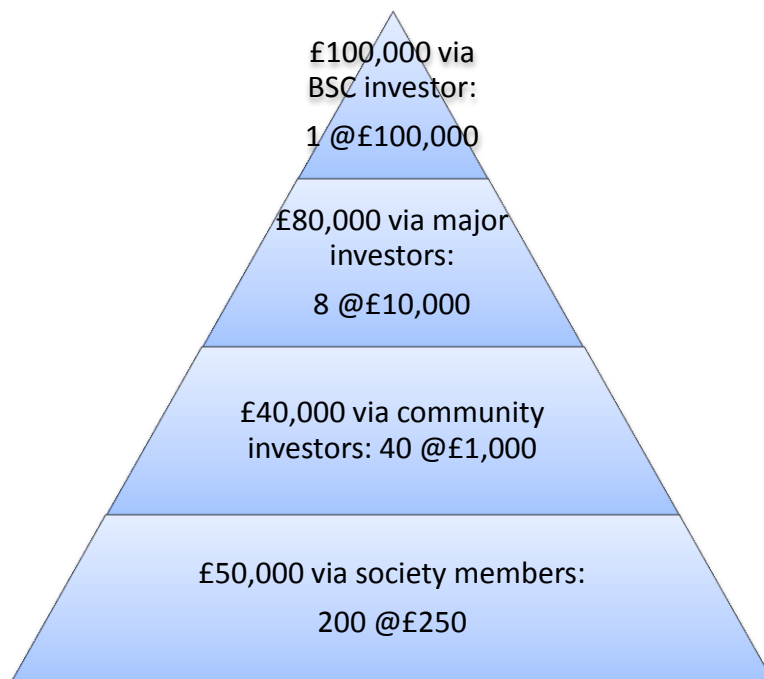 £100,000 via
BSC investor:
1 @£100,000
£80,000 via major
investors:
8 @£10,000
£40,000 via community
investors: 40 @£1,000
£50,000 via society members:
200 @£250